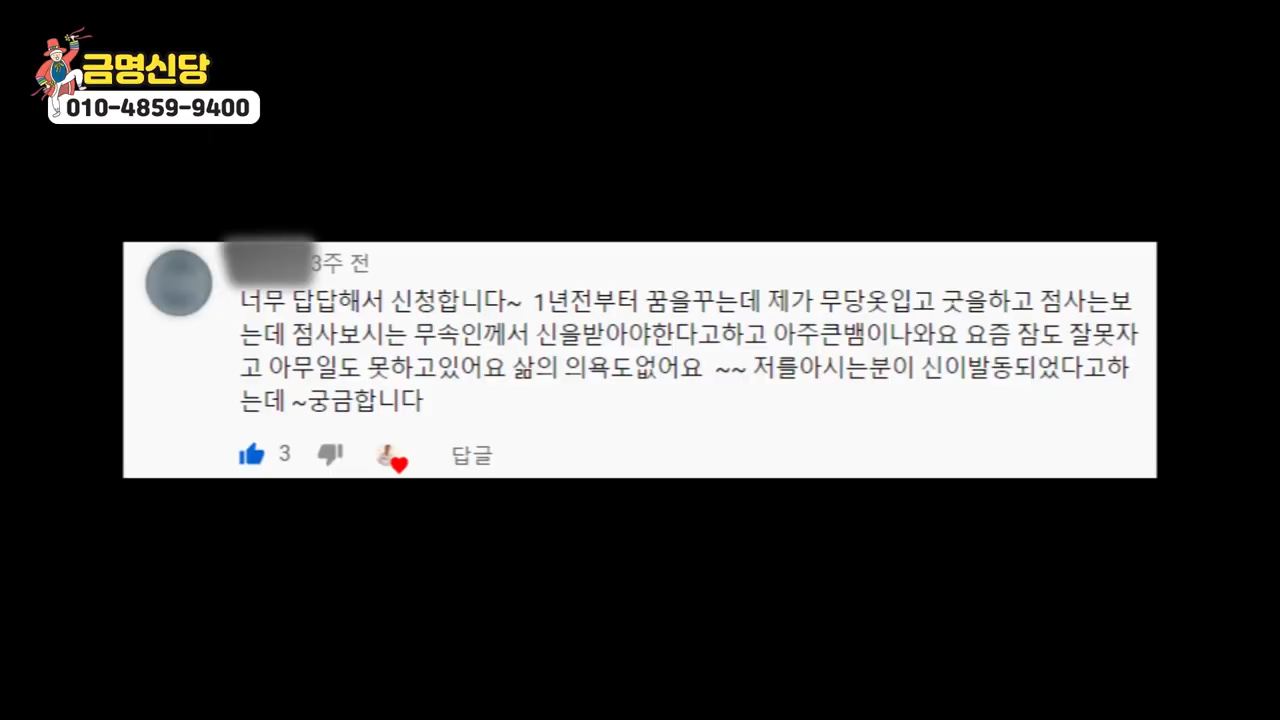 금명신당
010-4859-9400
3주 전
너무 답답해서 신청합니다~ 1년전부터 꿈을꾸는데 제가 무당옷입고 굿을하고 점사는보
는데 점사보시는 무속인께서 신을받아야한다고하고 아주큰뱀이나와요 요즘 잠도 잘못자
고 아무일도 못하고있어요 삶의 의욕도없어요 ~~ 저를아시는분이 신이발동되었다고하
는데 ~궁금합니다
3
답글